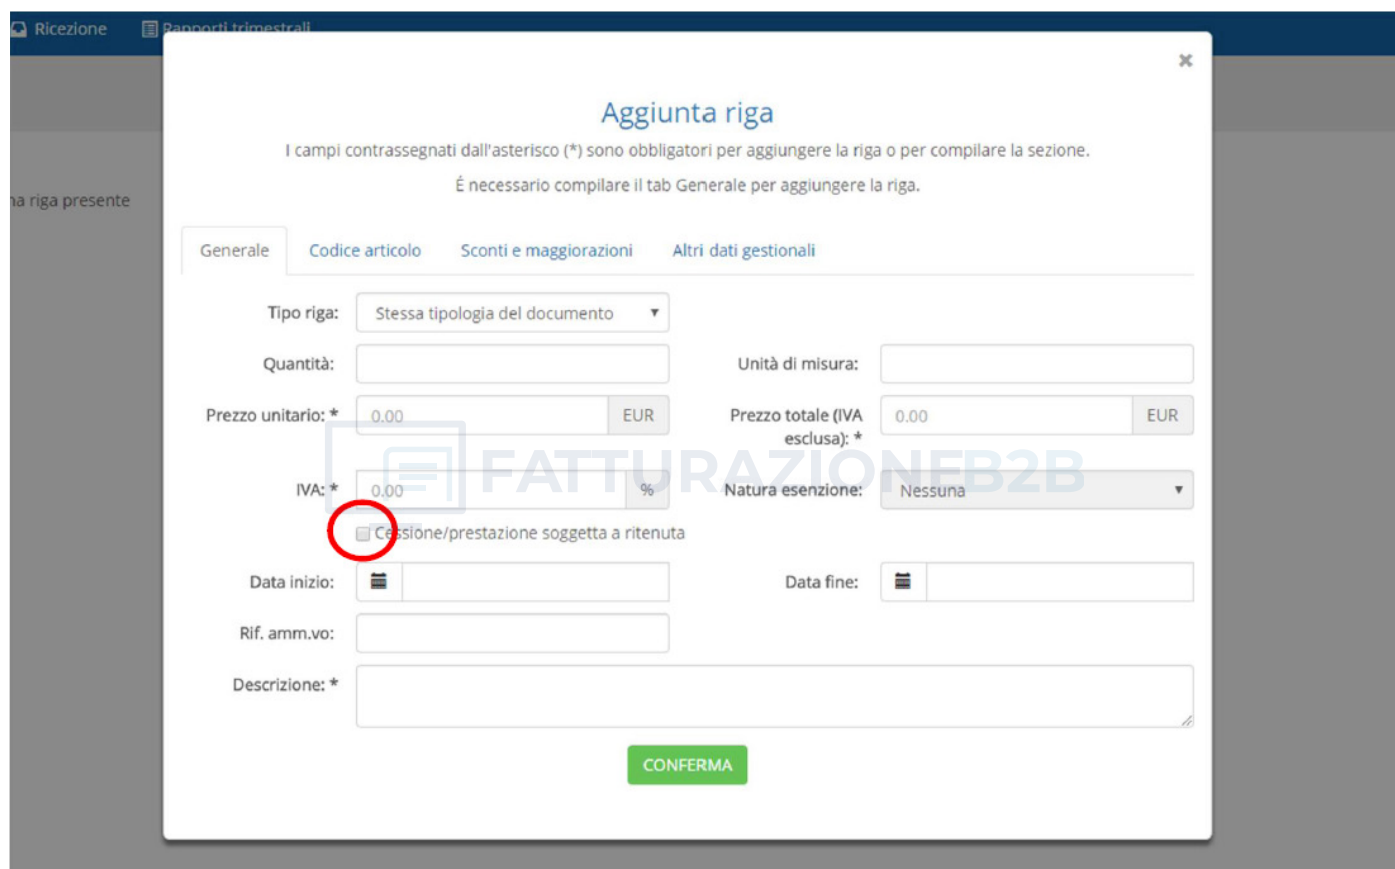 Ricezione Rapporti trimestrali
×
Aggiunta riga
I campi contrassegnati dall'asterisco (*) sono obbligatori per aggiungere la riga o per compilare la sezione.
É necessario compilare il tab Generale per aggiungere la riga.
riga presente
Generale Codice articolo Sconti e maggiorazioni Altri dati gestionali
Tipo riga: Stessa tipologia del documento
Quantità: Unità di misura:
Prezzo unitario: * 0.00 EUR Prezzo totale (IVA esclusa): * 0.00 EUR
FATTURAZIONEB2B
IVA: * 0.00 % Natura esenzione: Nessuna
Cessione/prestazione soggetta a ritenuta
Data inizio: Data fine:
Rif. amm.vo:
Descrizione: *
CONFERMA